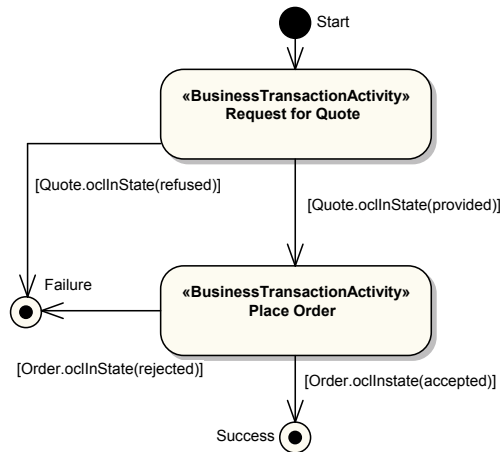 Start
«BusinessTransactionActivity»
Request for Quote
[Quote.oclInState(refused)]
[Quote.oclInState(provided)]
Failure
«BusinessTransactionActivity»
Place Order
[Order.oclInState(rejected)]
[Order.oclInstate(accepted)]
Success